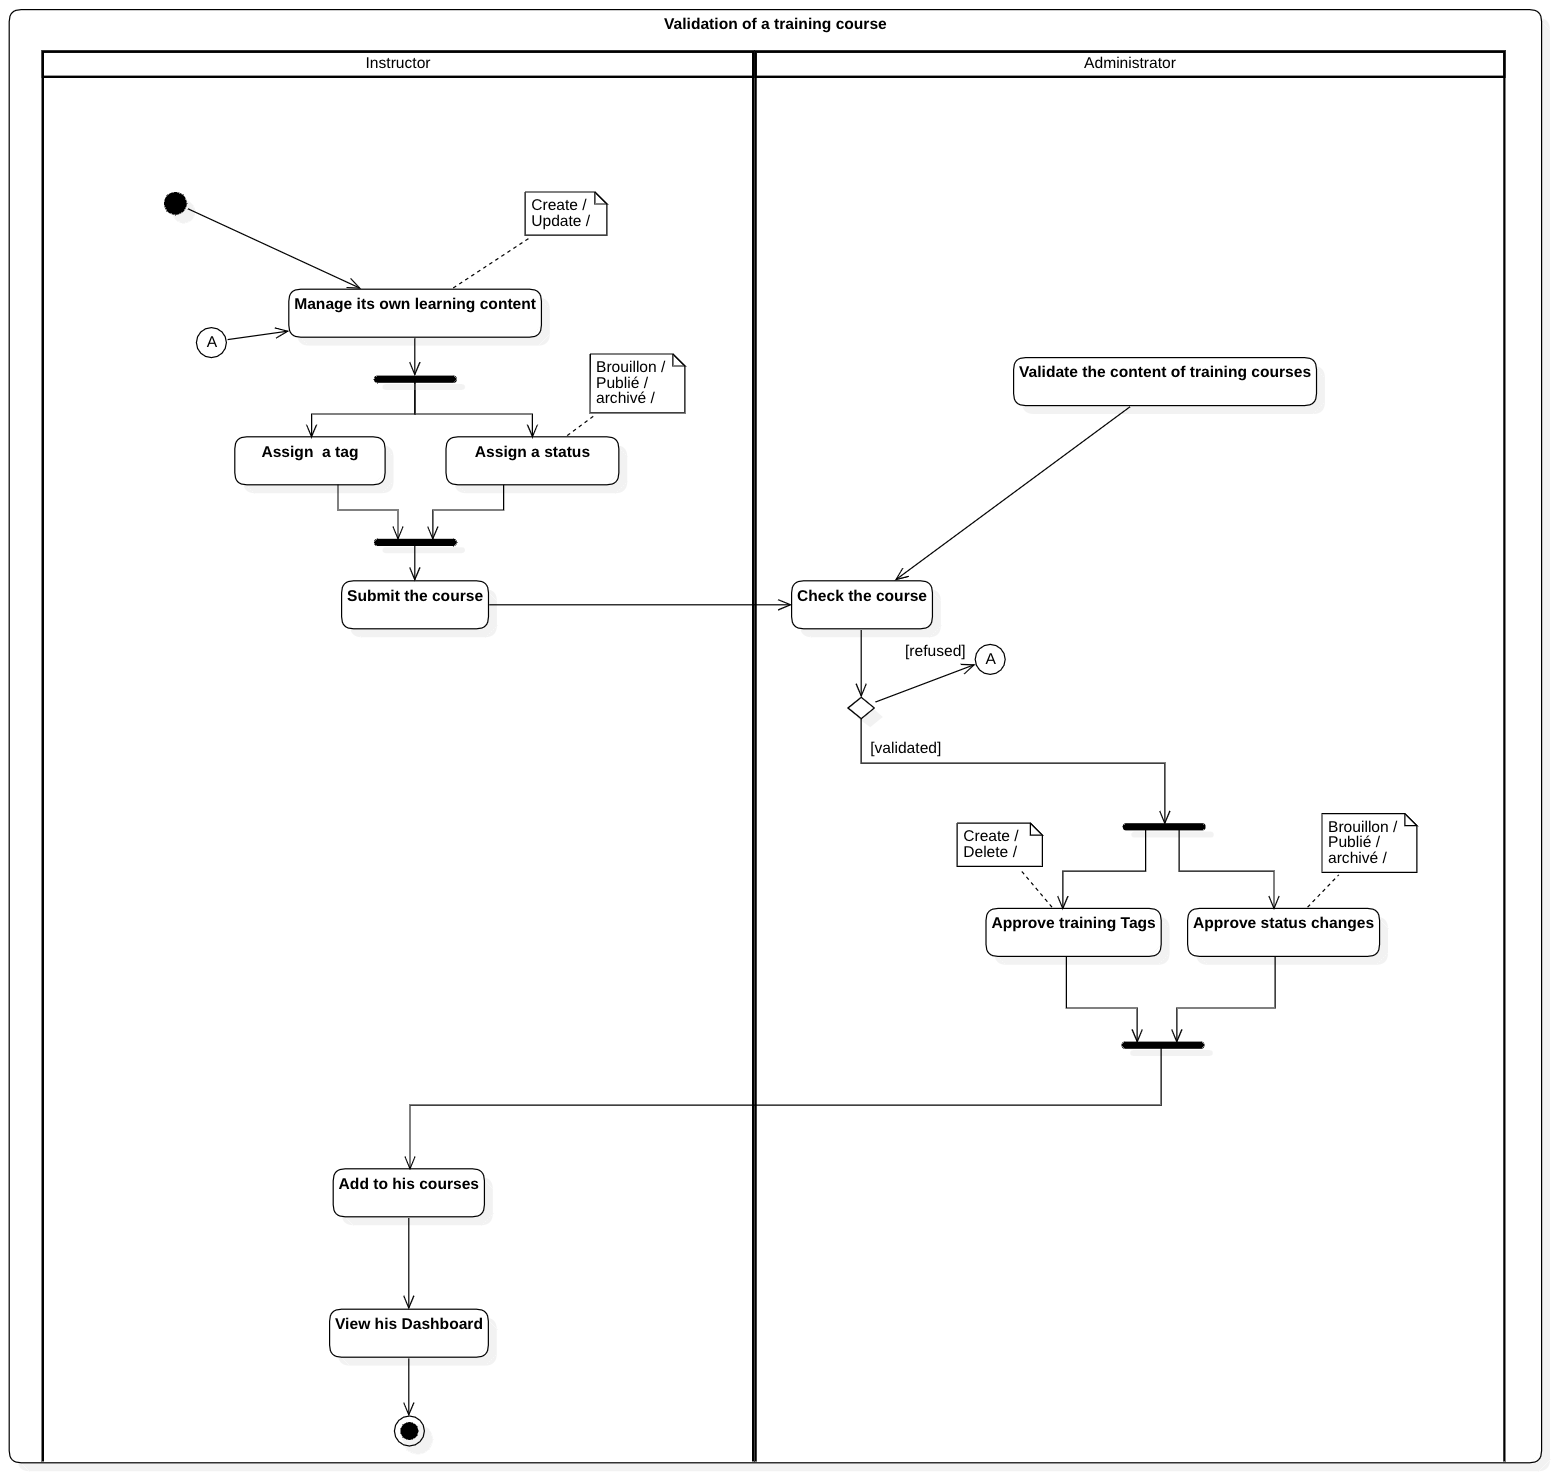 Validation of a training course
Instructor
Administrator
Create /
Update /
Manage its own learning content
A
Brouillon /
Publié /
archivé /
Validate the content of training courses
Assign  a tag
Assign a status
Submit the course
Check the course
[refused]
A
[validated]
Create /
Delete /
Brouillon /
Publié /
archivé /
Approve training Tags
Approve status changes
Add to his courses
View his Dashboard